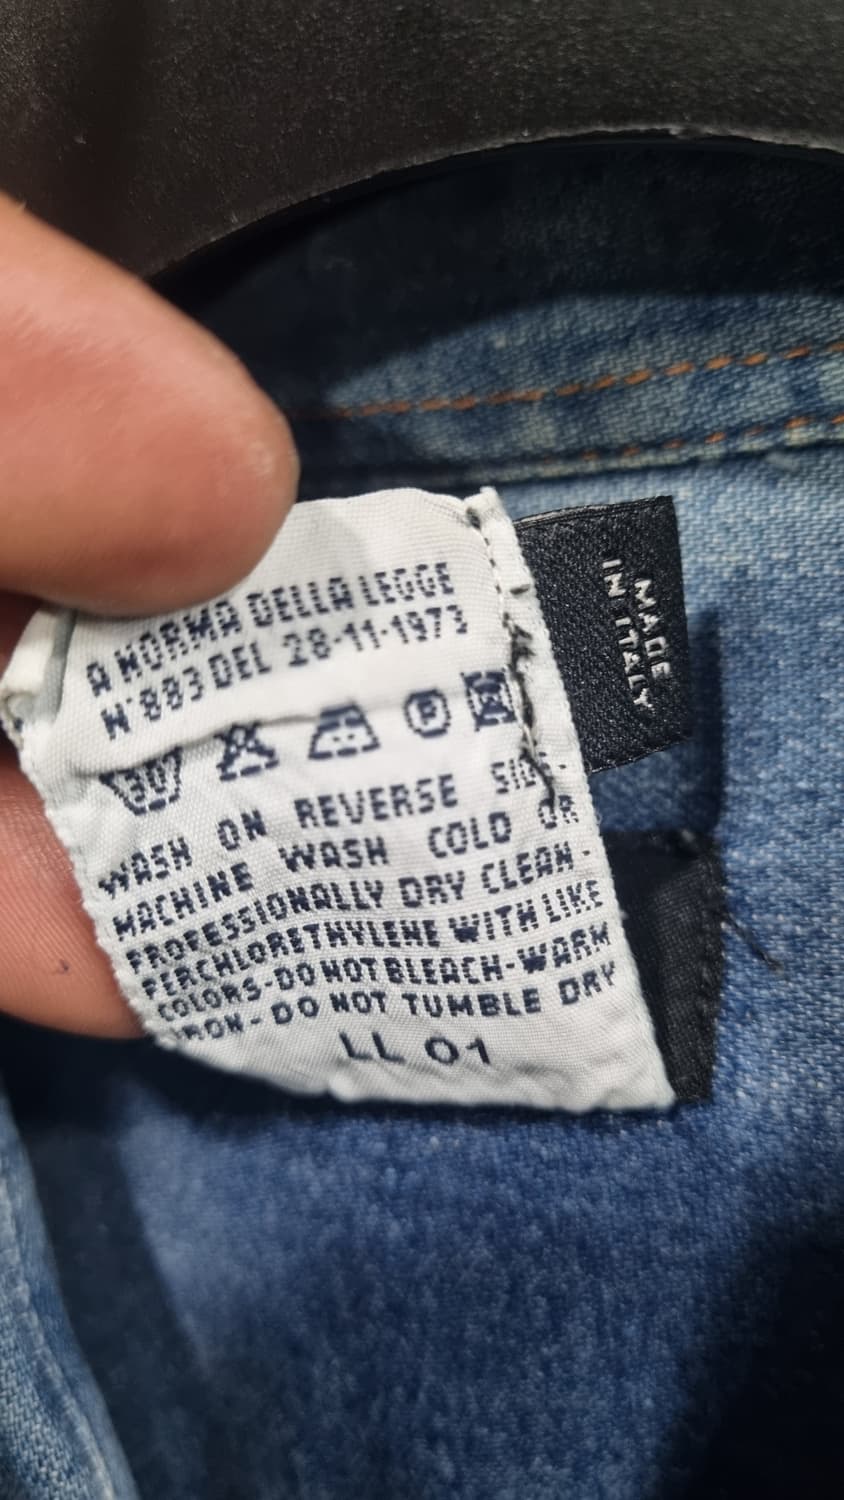 A NORMA DELLA LEGGE
N°883 DEL 28-11-1973
30 P
WASH ON REVERSE SIDE-
MACHINE WASH COLD OR
PROFESSIONALLY DRY CLEAN-
PERCHLORETHYLENE WITH LIKE
COLORS-DO NOT BLEACH-WARM
IRON-DO NOT TUMBLE DRY
LL 01
MADE
IN ITALY